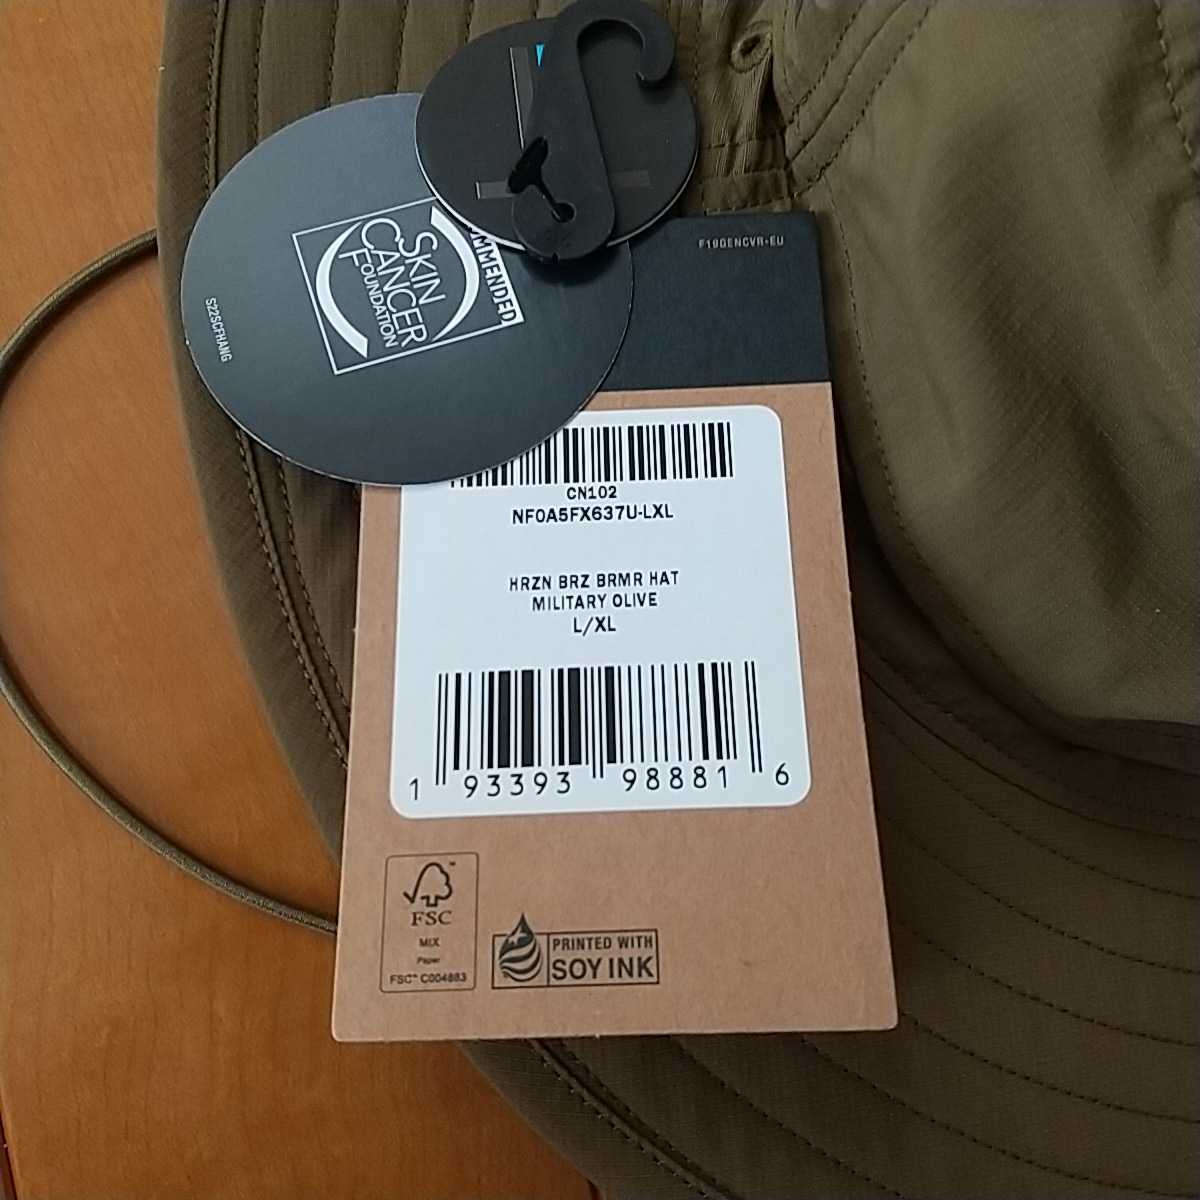 F19GENCVR-EU
SKIN
CANCER
FOUNDATION
S22SCFHANG
CN102
NF0A5FX637U-LXL
HRZN BRZ BRMR HAT
MILITARY OLIVE
L/XL
1 93393 98881 6
FSC
MIX
Paper
FSC™ C004883
PRINTED WITH
SOY INK